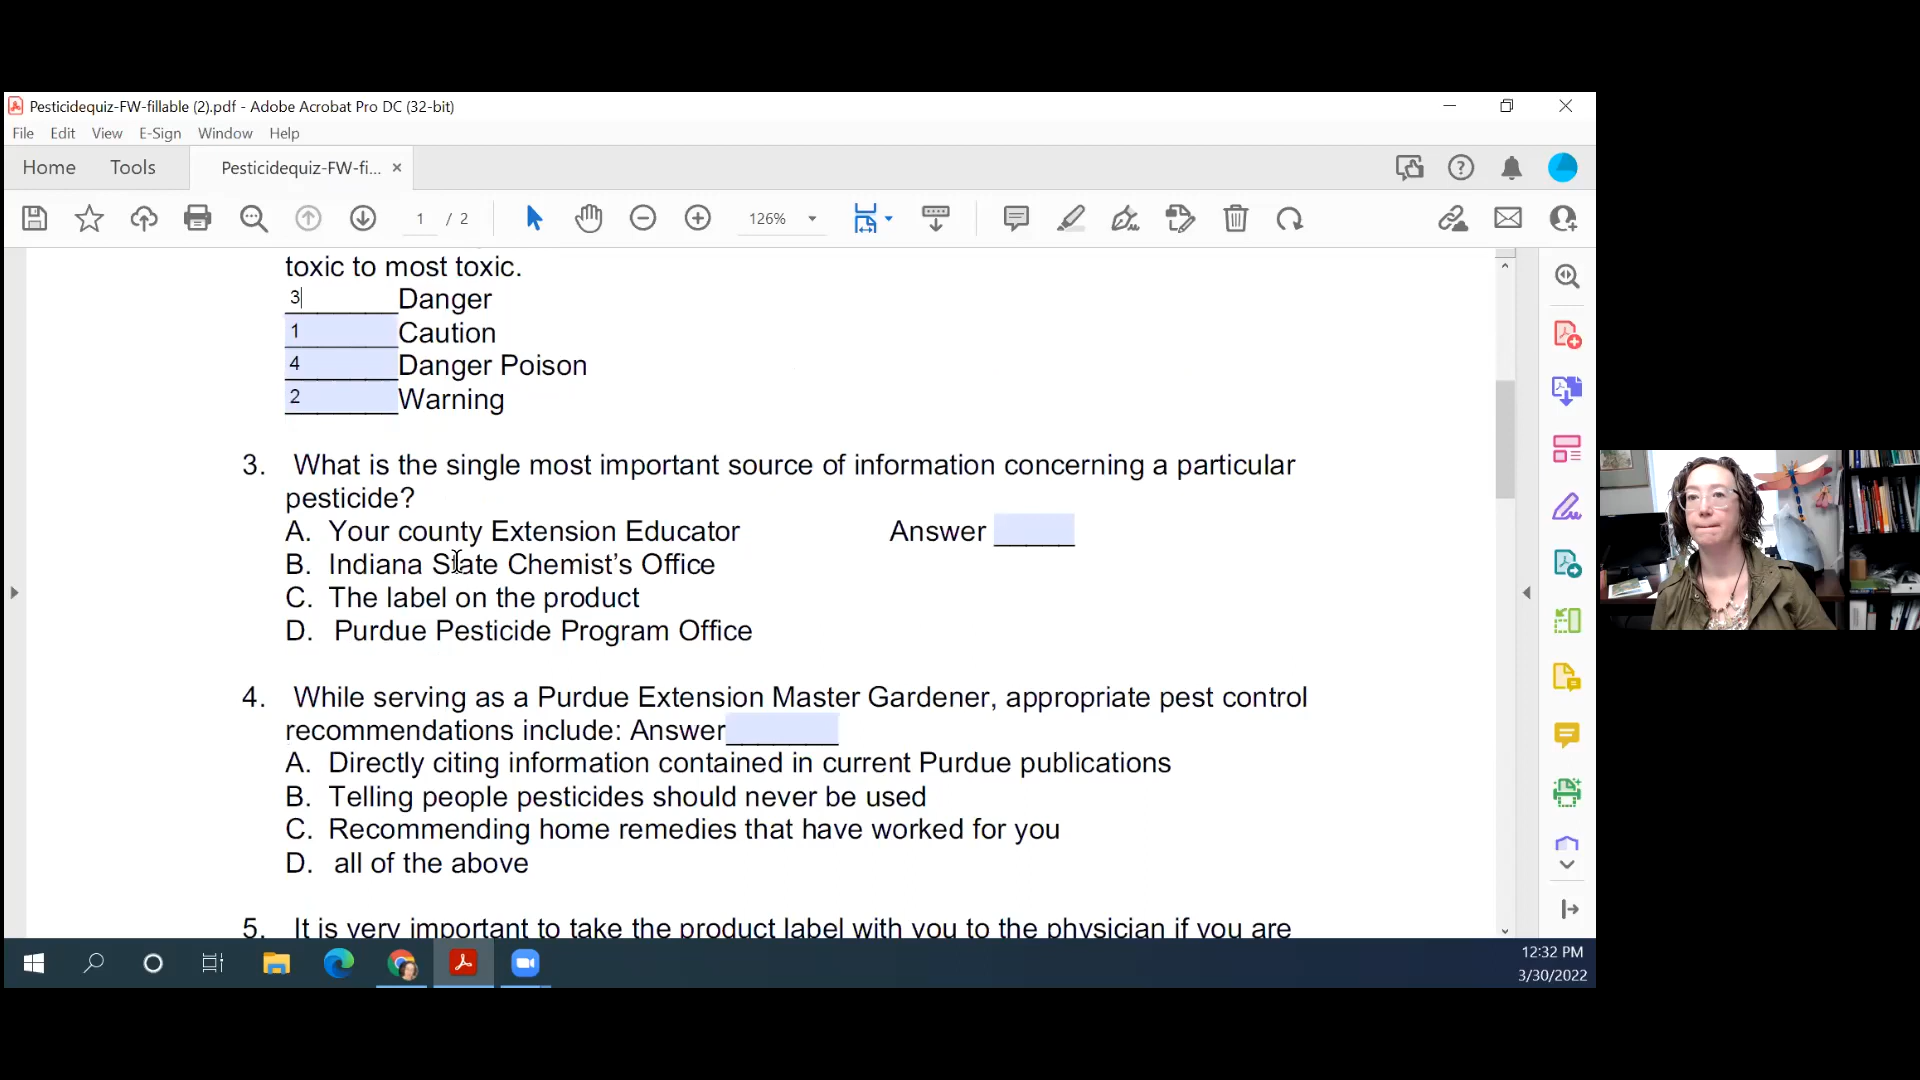 Pesticidequiz-FW-fillable (2).pdf - Adobe Acrobat Pro DC (32-bit)
File Edit View E-Sign Window Help
Home Tools Pesticidequiz-FW-fi... ×
1 / 2 126%
toxic to most toxic.
3 Danger
1 Caution
4 Danger Poison
2 Warning
3. What is the single most important source of information concerning a particular
pesticide?
A. Your county Extension Educator Answer _____
B. Indiana State Chemist’s Office
C. The label on the product
D. Purdue Pesticide Program Office
4. While serving as a Purdue Extension Master Gardener, appropriate pest control
recommendations include: Answer_______
A. Directly citing information contained in current Purdue publications
B. Telling people pesticides should never be used
C. Recommending home remedies that have worked for you
D. all of the above
5. It is very important to take the product label with you to the physician if you are
12:32 PM
3/30/2022